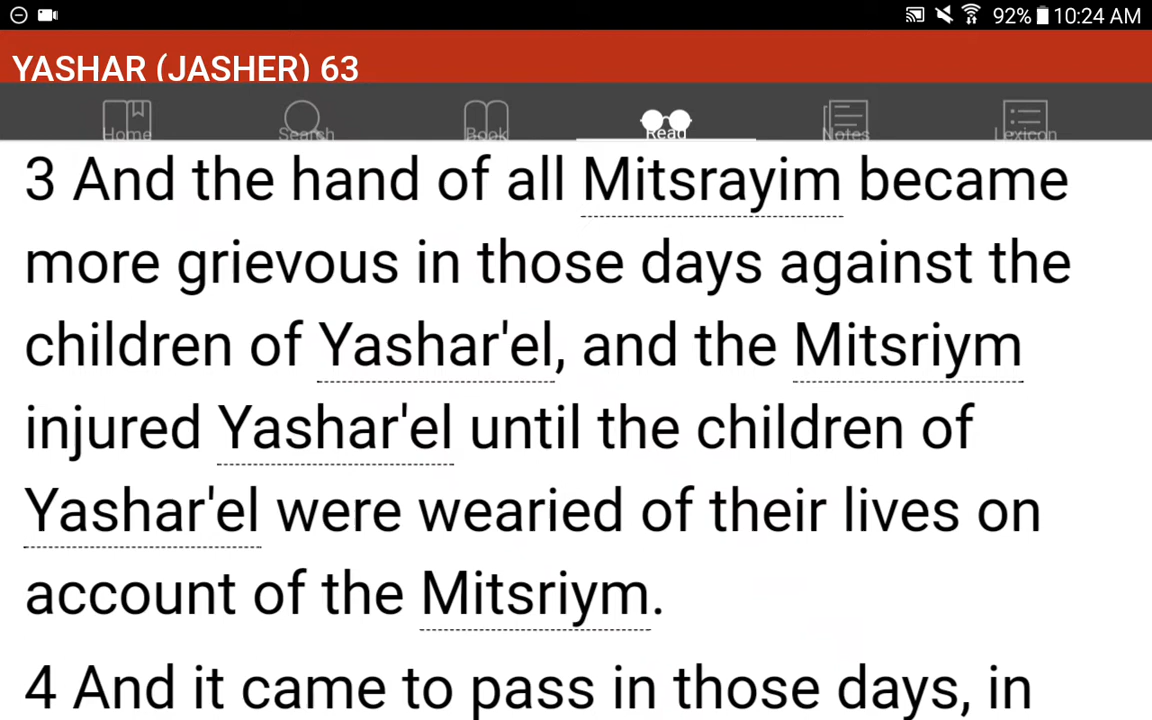 92% 10:24 AM
YASHAR (JASHER) 63
Home Search Book Read Notes Lexicon
3 And the hand of all Mitsrayim became
more grievous in those days against the
children of Yashar'el, and the Mitsriym
injured Yashar'el until the children of
Yashar'el were wearied of their lives on
account of the Mitsriym.
4 And it came to pass in those days, in